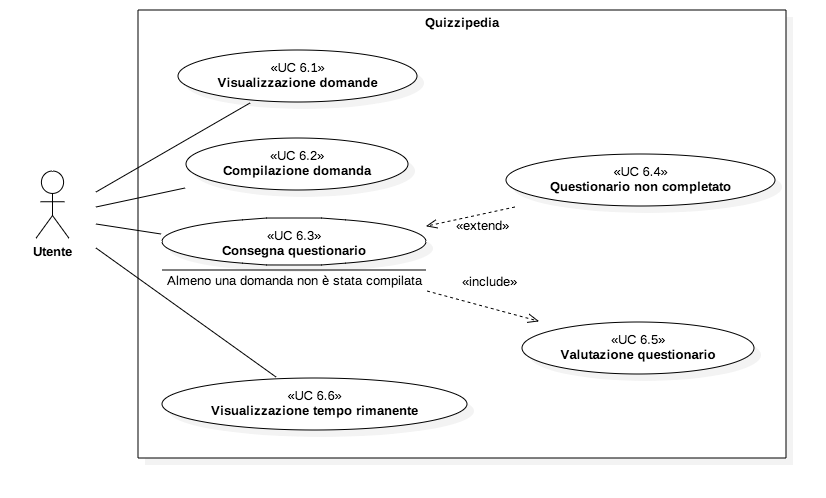 Quizzipedia
«UC 6.1»
Visualizzazione domande
«UC 6.2»
Compilazione domanda
«UC 6.4»
Questionario non completato
Utente
«UC 6.3»
Consegna questionario
«extend»
Almeno una domanda non è stata compilata
«include»
«UC 6.5»
Valutazione questionario
«UC 6.6»
Visualizzazione tempo rimanente